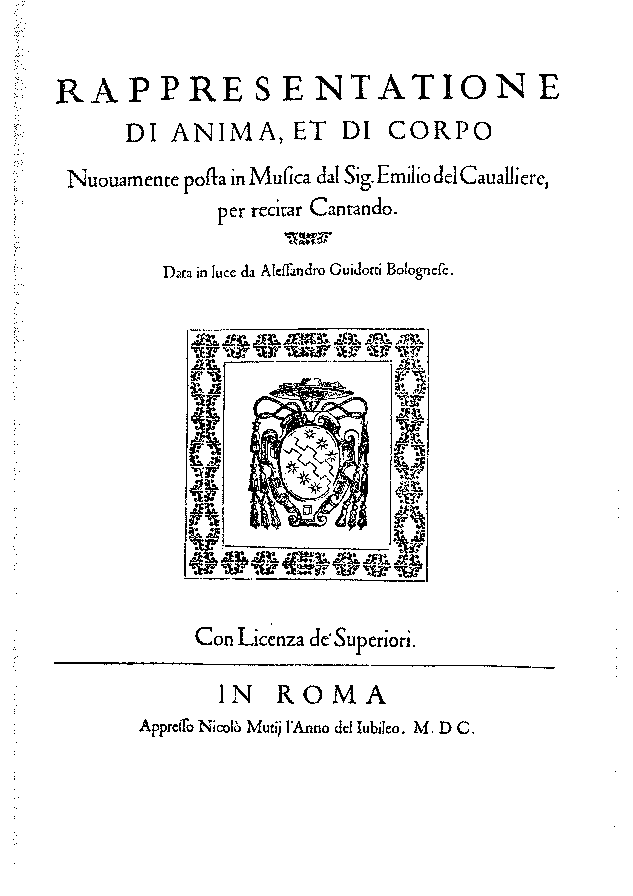 RAPPRESENTATIONE
DI ANIMA, ET DI CORPO
Nuouamente poſta in Muſica dal Sig. Emilio del Caualliere,
per recitar Cantando.
Data in luce da Aleſſandro Guidotti Bologneſe.
Con Licenza de' Superiori.
IN ROMA
Appreſſo Nicolò Mutij l'Anno del Iubileo. M. D C.